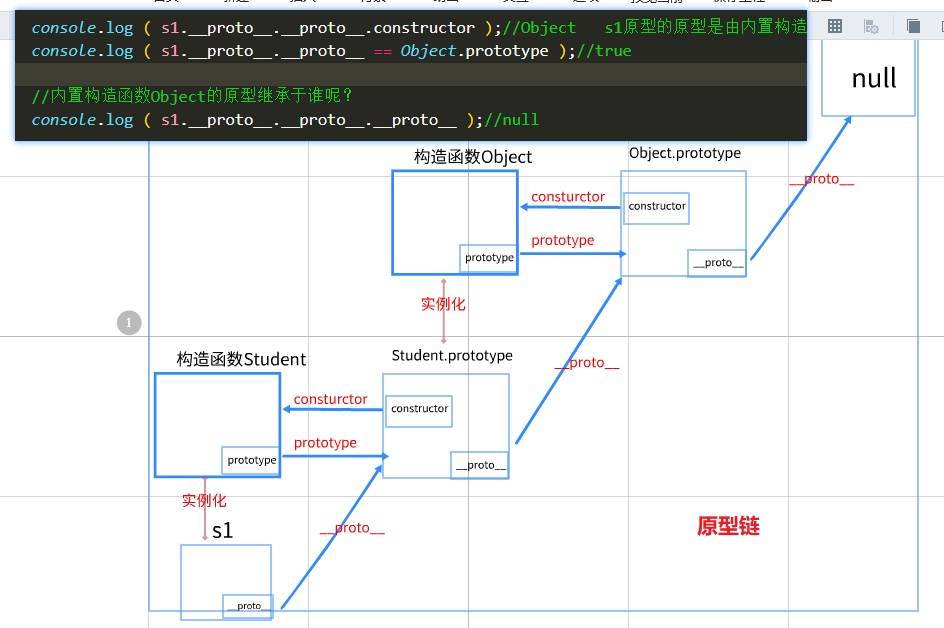 console.log ( s1.__proto__.__proto__.constructor );//Object   s1原型的原型是由内置构造
console.log ( s1.__proto__.__proto__ == Object.prototype );//true
//内置构造函数Object的原型继承于谁呢?
console.log ( s1.__proto__.__proto__.__proto__ );//null
null
构造函数Object
Object.prototype
__proto__
consturctor
constructor
prototype
prototype
__proto__
实例化
1
构造函数Student
Student.prototype
__proto__
consturctor
constructor
prototype
prototype
__proto__
实例化
s1
__proto__
原型链
__proto__